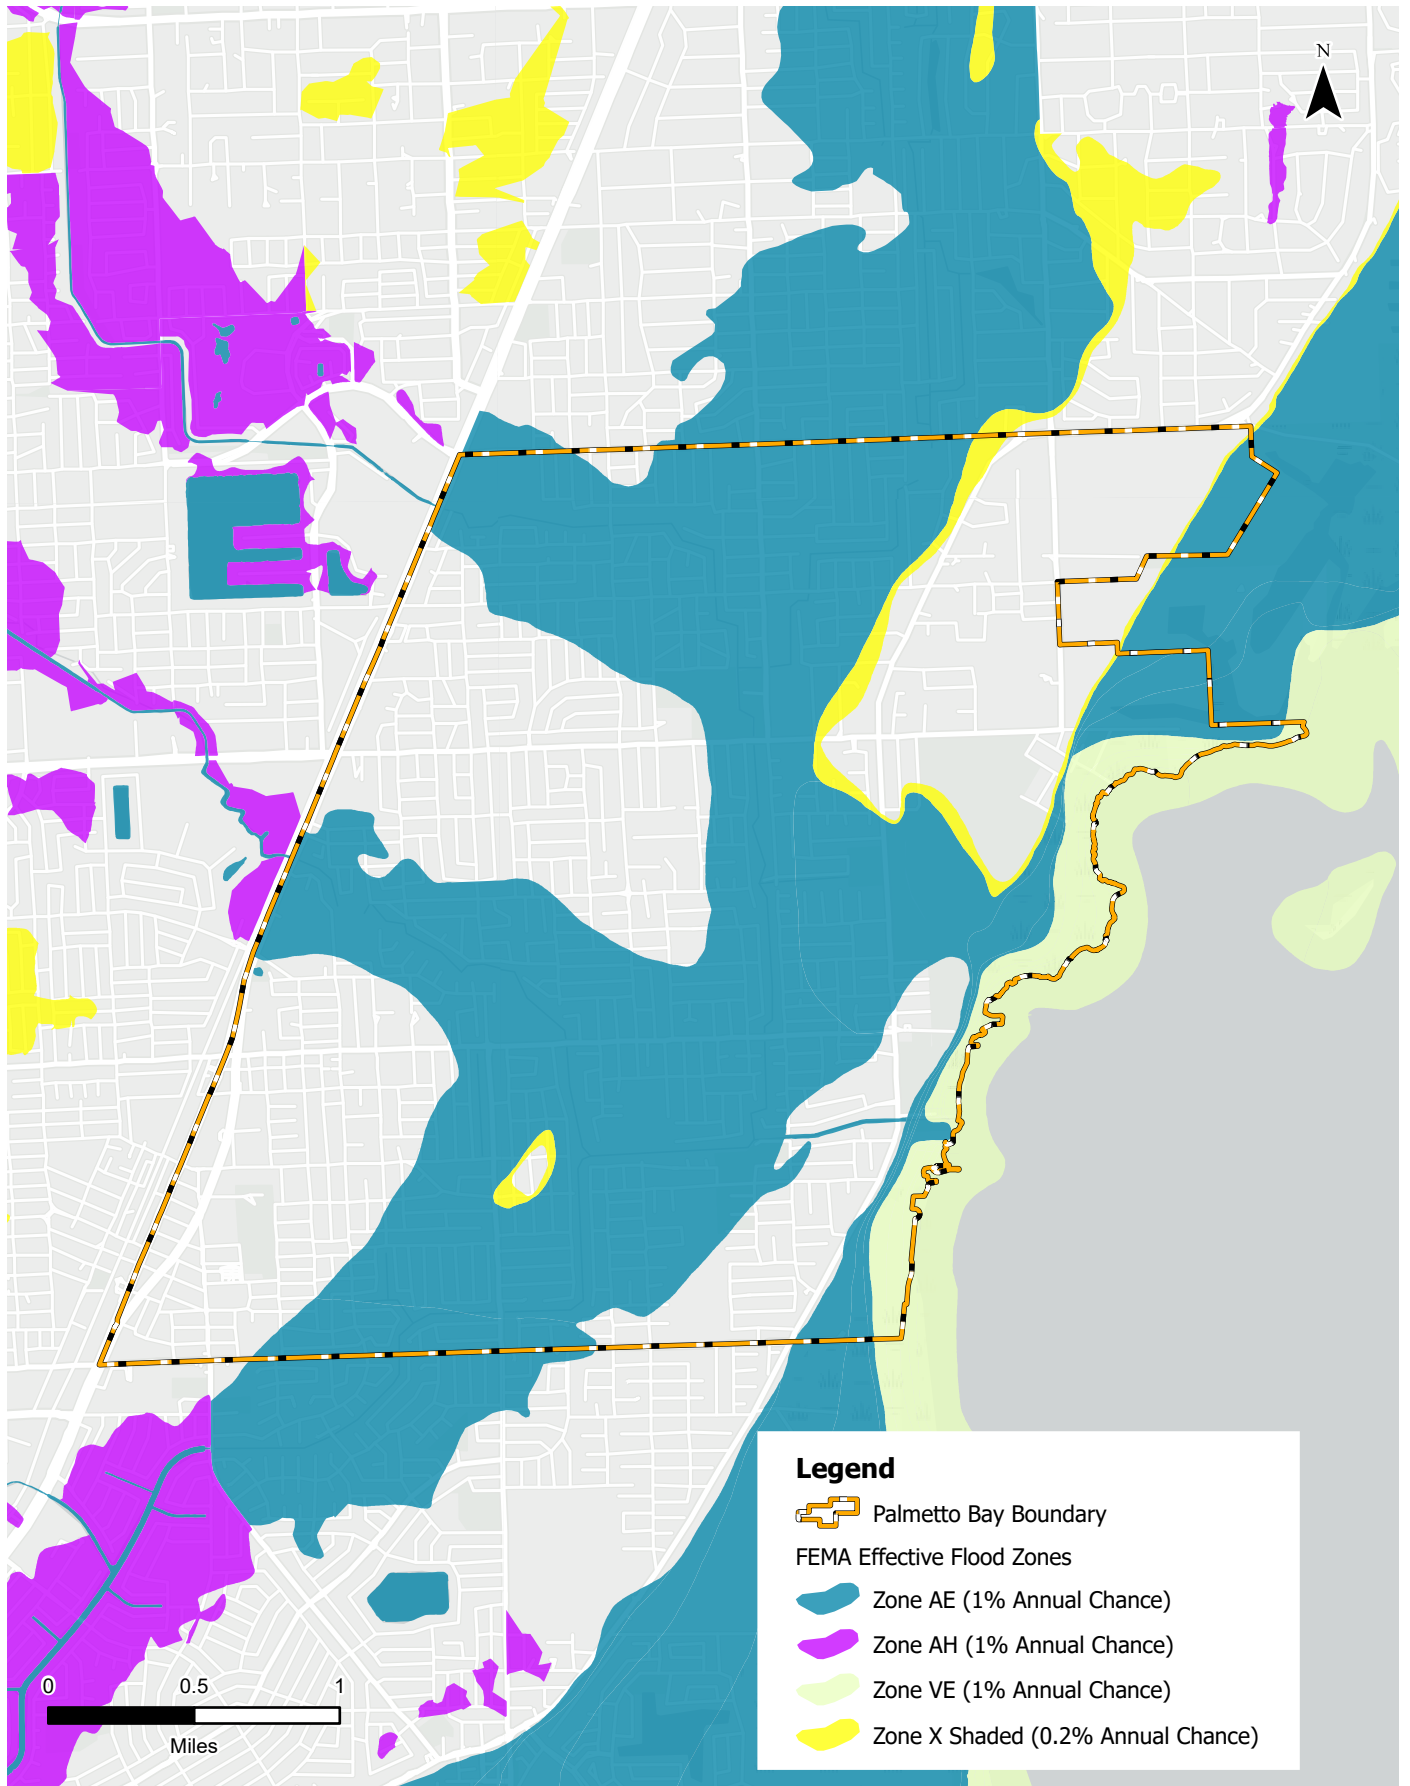 N
Legend
Palmetto Bay Boundary
FEMA Effective Flood Zones
Zone AE (1% Annual Chance)
Zone AH (1% Annual Chance)
Zone VE (1% Annual Chance)
Zone X Shaded (0.2% Annual Chance)
0 0.5 1
Miles